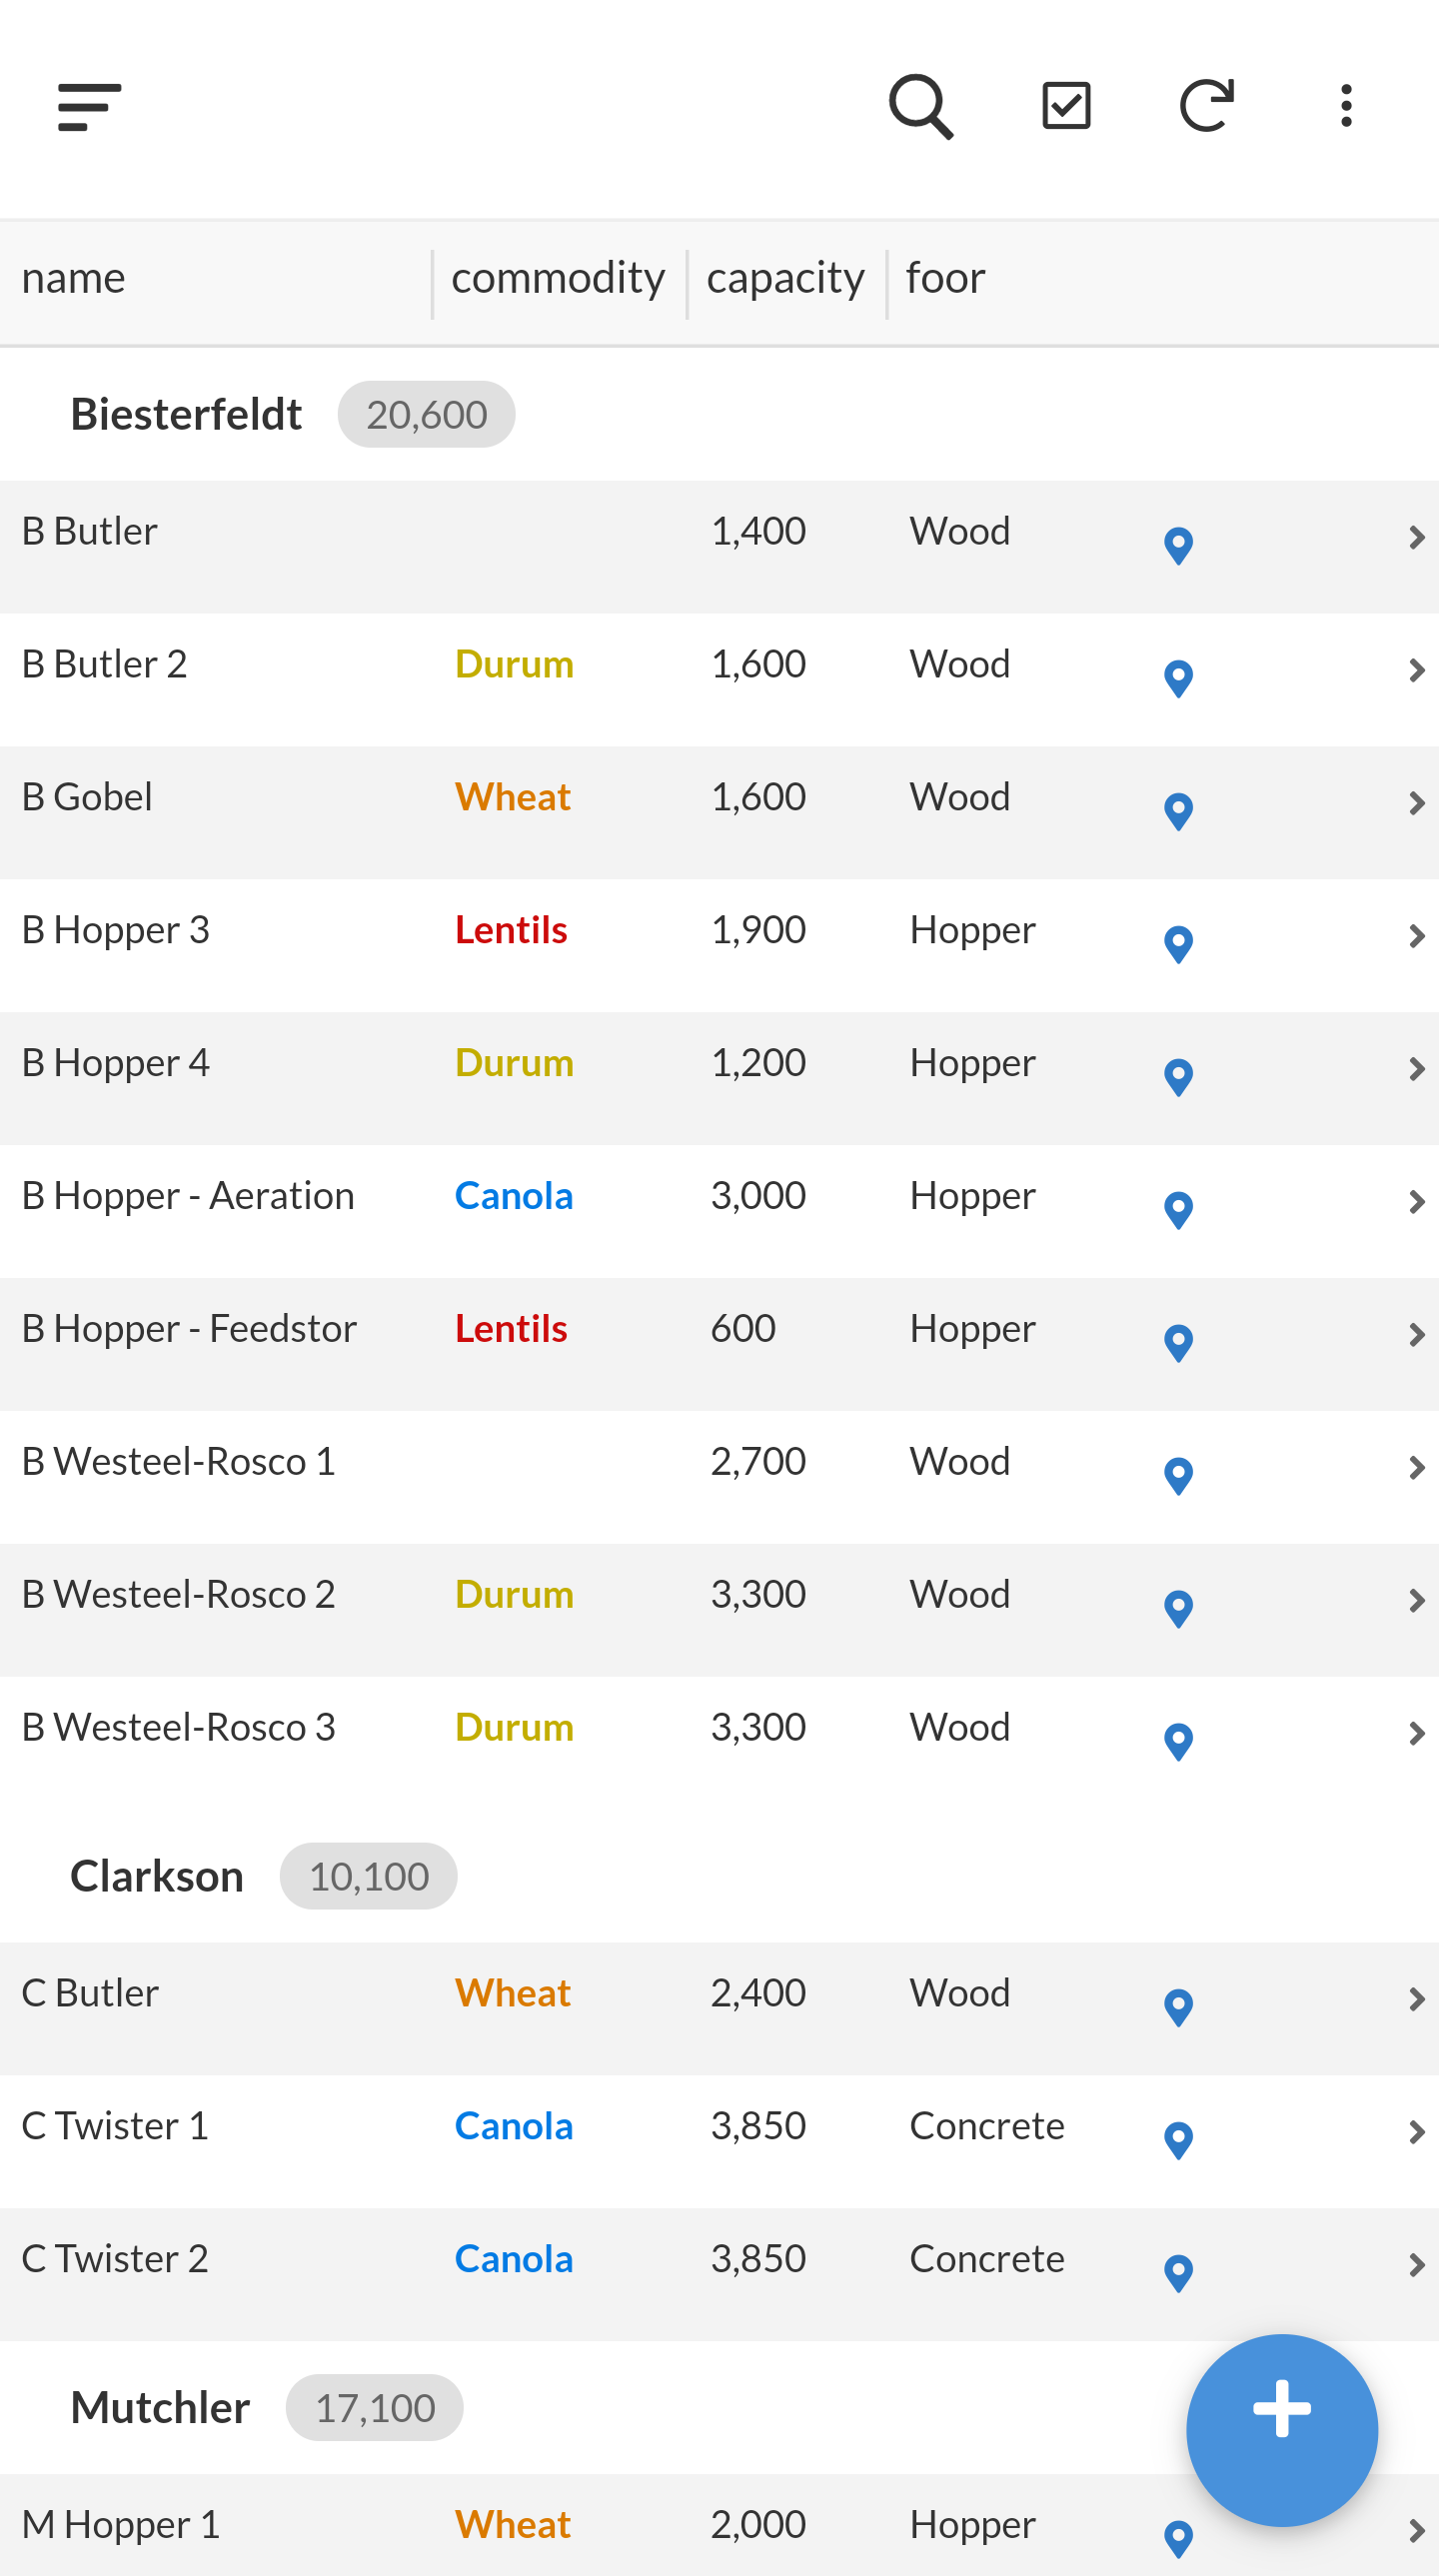 name commodity capacity foor
Biesterfeldt 20,600
B Butler 1,400 Wood
B Butler 2 Durum 1,600 Wood
B Gobel Wheat 1,600 Wood
B Hopper 3 Lentils 1,900 Hopper
B Hopper 4 Durum 1,200 Hopper
B Hopper - Aeration Canola 3,000 Hopper
B Hopper - Feedstor Lentils 600 Hopper
B Westeel-Rosco 1 2,700 Wood
B Westeel-Rosco 2 Durum 3,300 Wood
B Westeel-Rosco 3 Durum 3,300 Wood
Clarkson 10,100
C Butler Wheat 2,400 Wood
C Twister 1 Canola 3,850 Concrete
C Twister 2 Canola 3,850 Concrete
Mutchler 17,100
M Hopper 1 Wheat 2,000 Hopper